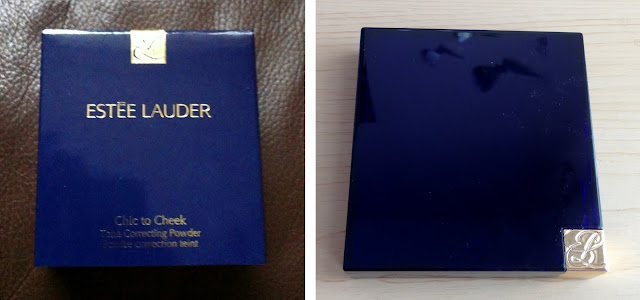 ESTĒE LAUDER
Chic to Cheek
Tone Correcting Powder
Poudre correction teint